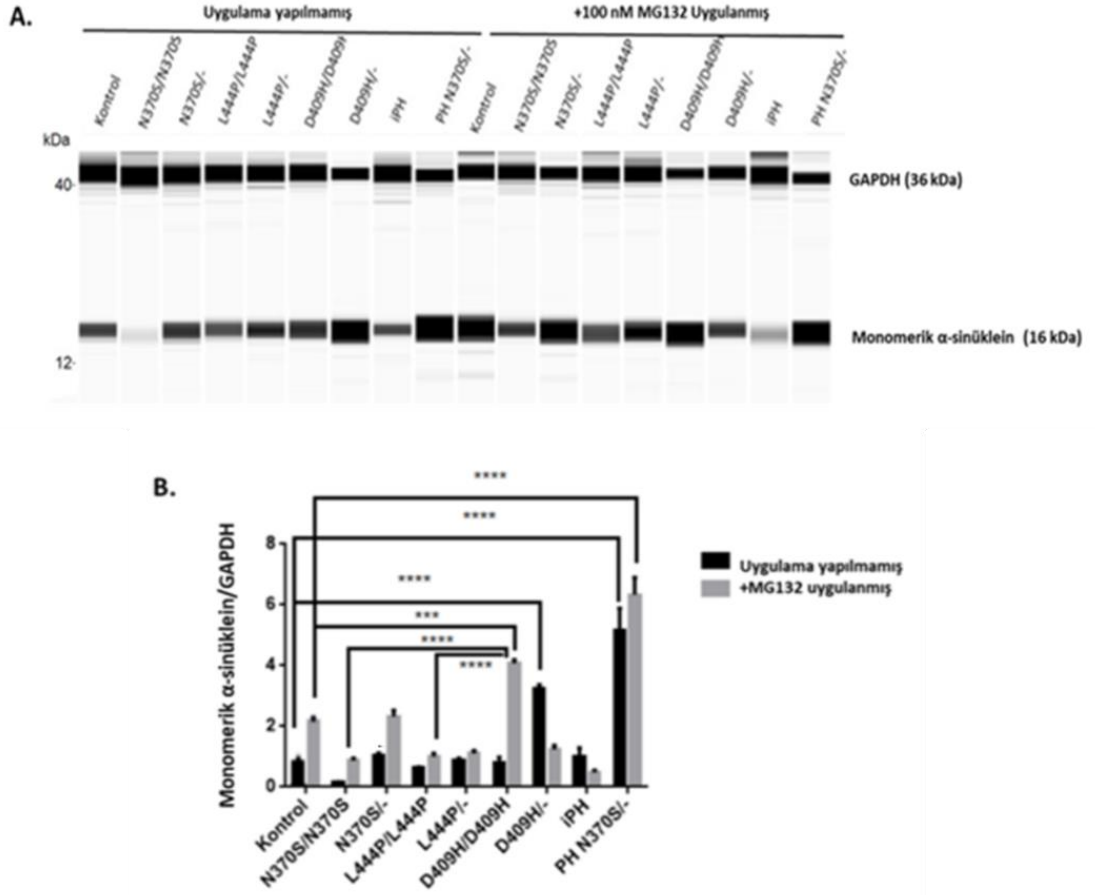 A.
Uygulama yapılmamış
+100 nM MG132 Uygulanmış
Kontrol
N370S/N370S
N370S/-
L444P/L444P
L444P/-
D409H/D409H
D409H/-
iPH
PH N370S/-
Kontrol
N370S/N370S
N370S/-
L444P/L444P
L444P/-
D409H/D409H
D409H/-
iPH
PH N370S/-
kDa
40-
GAPDH (36 kDa)
Monomerik α-sinüklein (16 kDa)
12-
B.
****
****
****
***
****
****
Monomerik α-sinüklein/GAPDH
8
6
4
2
0
Uygulama yapılmamış
+MG132 uygulanmış
Kontrol
N370S/N370S
N370S/-
L444P/L444P
L444P/-
D409H/D409H
D409H/-
iPH
PH N370S/-